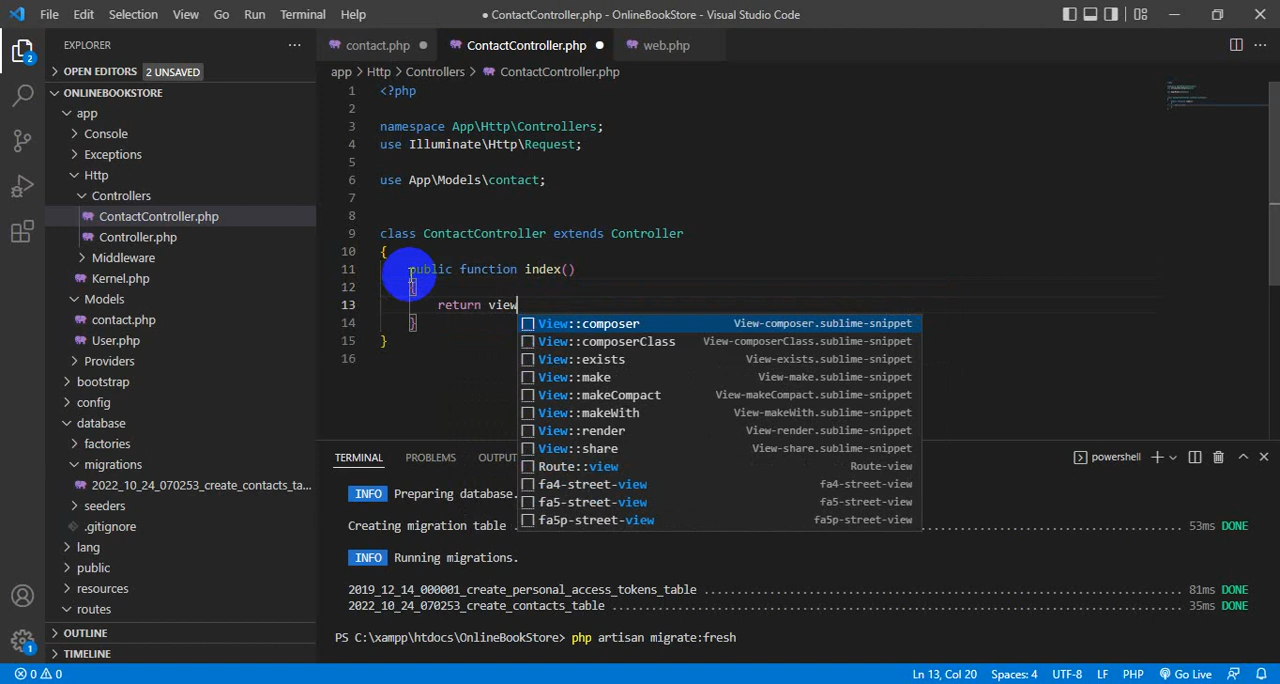 File Edit Selection View Go Run Terminal Help
● ContactController.php - OnlineBookStore - Visual Studio Code
EXPLORER
contact.php
ContactController.php
web.php
OPEN EDITORS 2 UNSAVED
app > Http > Controllers > ContactController.php
ONLINEBOOKSTORE
app
Console
Exceptions
Http
Controllers
ContactController.php
Controller.php
Middleware
Kernel.php
Models
contact.php
User.php
Providers
bootstrap
config
database
factories
migrations
2022_10_24_070253_create_contacts_ta...
seeders
.gitignore
lang
public
resources
routes
OUTLINE
TIMELINE
1 <?php
2
3 namespace App\Http\Controllers;
4 use Illuminate\Http\Request;
5
6 use App\Models\contact;
7
8
9 class ContactController extends Controller
10 {
11 public function index()
12 {
13 return view
14 }
15 }
16
View::composer View-composer.sublime-snippet
View::composerClass View-composerClass.sublime-snippet
View::exists View-exists.sublime-snippet
View::make View-make.sublime-snippet
View::makeCompact View-makeCompact.sublime-snippet
View::makeWith View-makeWith.sublime-snippet
View::render View-render.sublime-snippet
View::share View-share.sublime-snippet
Route::view Route-view
fa4-street-view fa4-street-view
fa5-street-view fa5-street-view
fa5p-street-view fa5p-street-view
TERMINAL PROBLEMS OUTPUT
powershell
INFO Preparing database.
Creating migration table 53ms DONE
INFO Running migrations.
2019_12_14_000001_create_personal_access_tokens_table 81ms DONE
2022_10_24_070253_create_contacts_table 35ms DONE
PS C:\xampp\htdocs\OnlineBookStore> php artisan migrate:fresh
2
1
0 0
Ln 13, Col 20 Spaces: 4 UTF-8 LF PHP Go Live